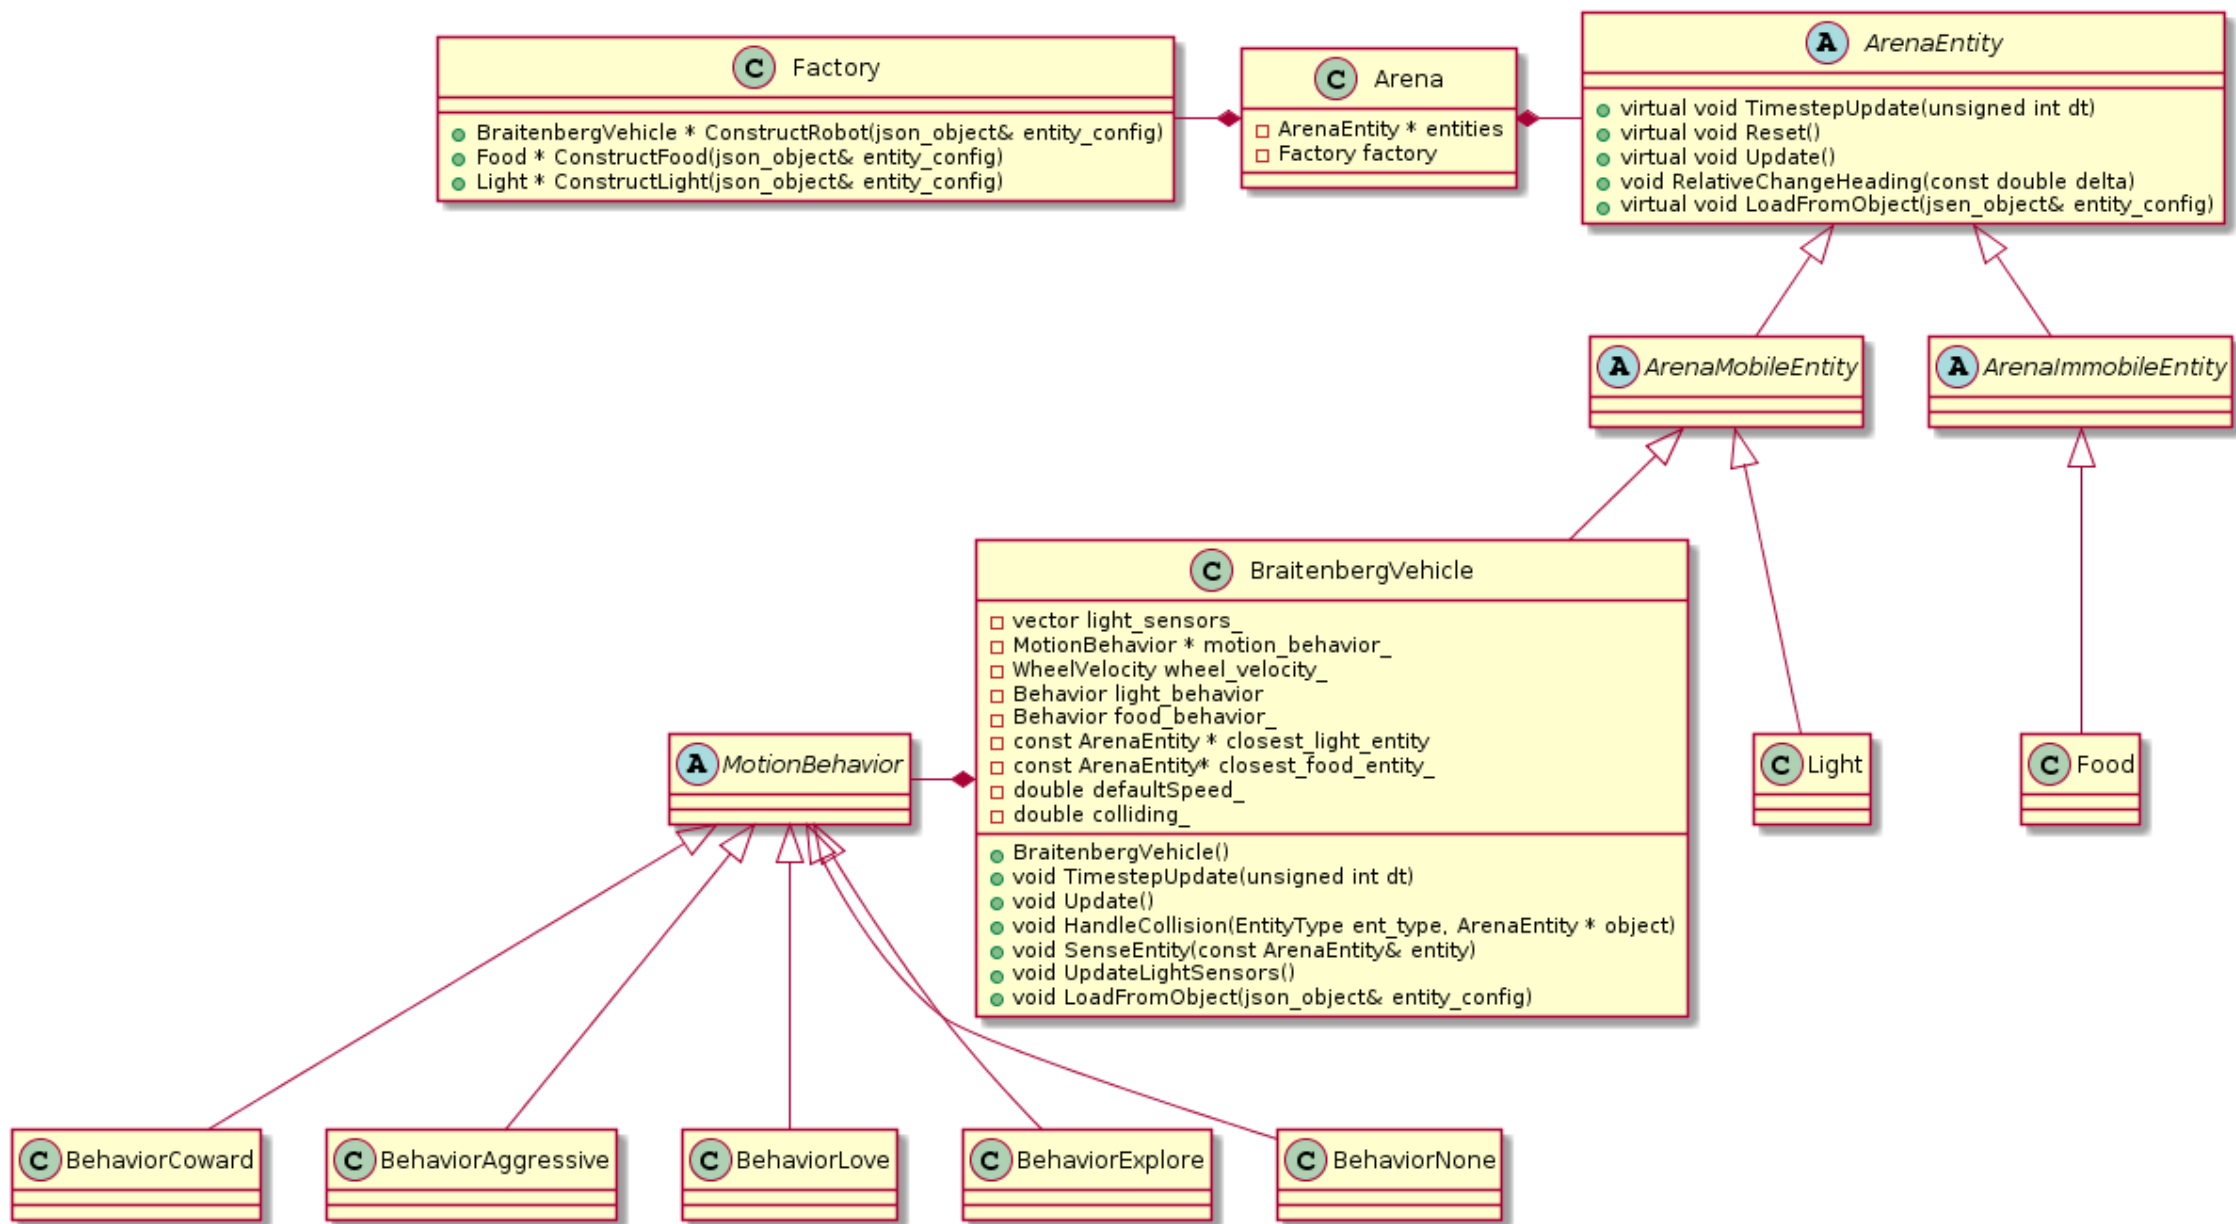 C Factory
BraitenbergVehicle * ConstructRobot(json_object& entity_config)
Food * ConstructFood(json_object& entity_config)
Light * ConstructLight(json_object& entity_config)
C Arena
ArenaEntity * entities
Factory factory
A ArenaEntity
virtual void TimestepUpdate(unsigned int dt)
virtual void Reset()
virtual void Update()
void RelativeChangeHeading(const double delta)
virtual void LoadFromObject(jsen_object& entity_config)
A ArenaMobileEntity
A ArenaImmobileEntity
C BraitenbergVehicle
vector light_sensors_
MotionBehavior * motion_behavior_
WheelVelocity wheel_velocity_
Behavior light_behavior
Behavior food_behavior_
const ArenaEntity * closest_light_entity
const ArenaEntity* closest_food_entity_
double defaultSpeed_
double colliding_
BraitenbergVehicle()
void TimestepUpdate(unsigned int dt)
void Update()
void HandleCollision(EntityType ent_type, ArenaEntity * object)
void SenseEntity(const ArenaEntity& entity)
void UpdateLightSensors()
void LoadFromObject(json_object& entity_config)
A MotionBehavior
C Light
C Food
C BehaviorCoward
C BehaviorAggressive
C BehaviorLove
C BehaviorExplore
C BehaviorNone